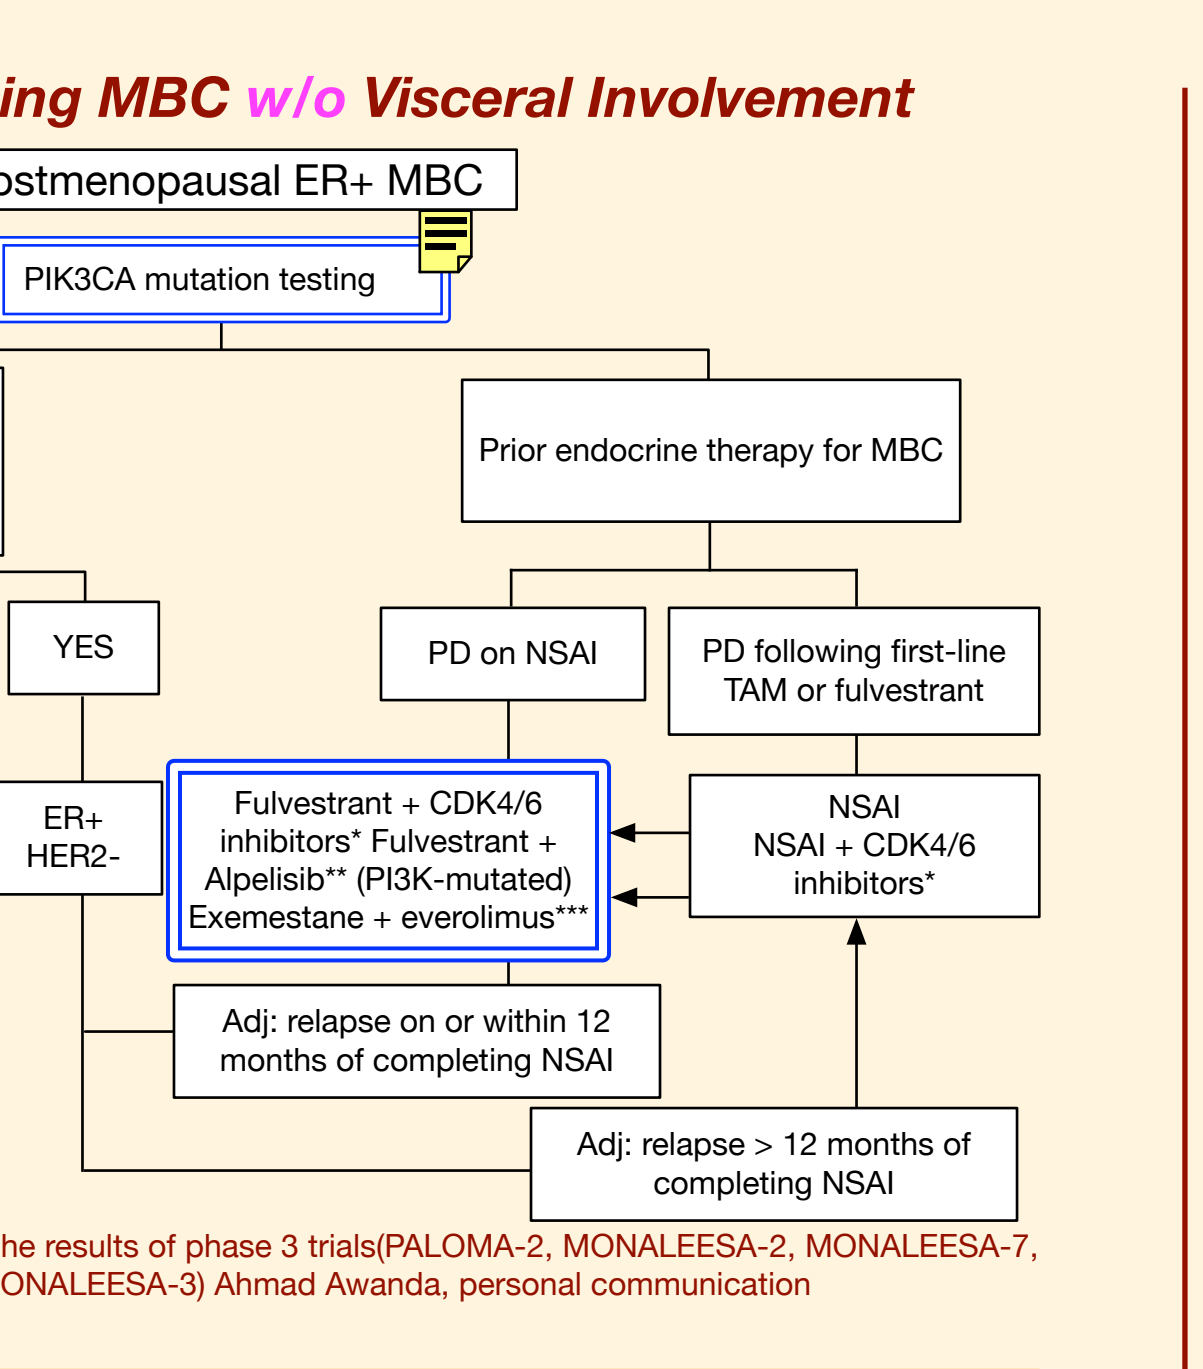 ing MBC w/o Visceral Involvement
ostmenopausal ER+ MBC
PIK3CA mutation testing
Prior endocrine therapy for MBC
YES
PD on NSAI
PD following first-line
TAM or fulvestrant
ER+
HER2-
Fulvestrant + CDK4/6
inhibitors* Fulvestrant +
Alpelisib** (PI3K-mutated)
Exemestane + everolimus***
NSAI
NSAI + CDK4/6
inhibitors*
Adj: relapse on or within 12
months of completing NSAI
Adj: relapse > 12 months of
completing NSAI
he results of phase 3 trials(PALOMA-2, MONALEESA-2, MONALEESA-7,
ONALEESA-3) Ahmad Awanda, personal communication